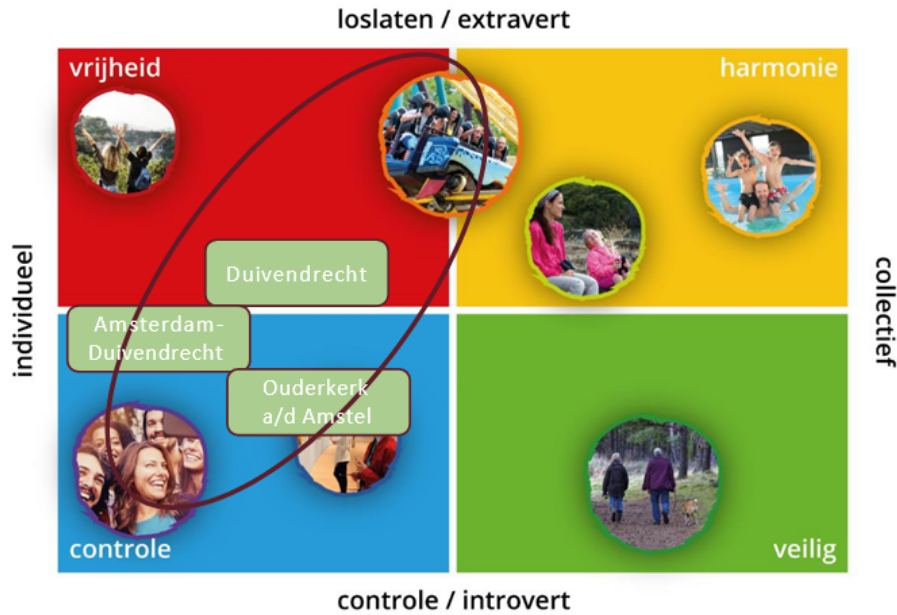 loslaten / extravert
vrijheid
harmonie
individueel
collectief
Duivendrecht
Amsterdam-
Duivendrecht
Ouderkerk
a/d Amstel
controle
veilig
controle / introvert